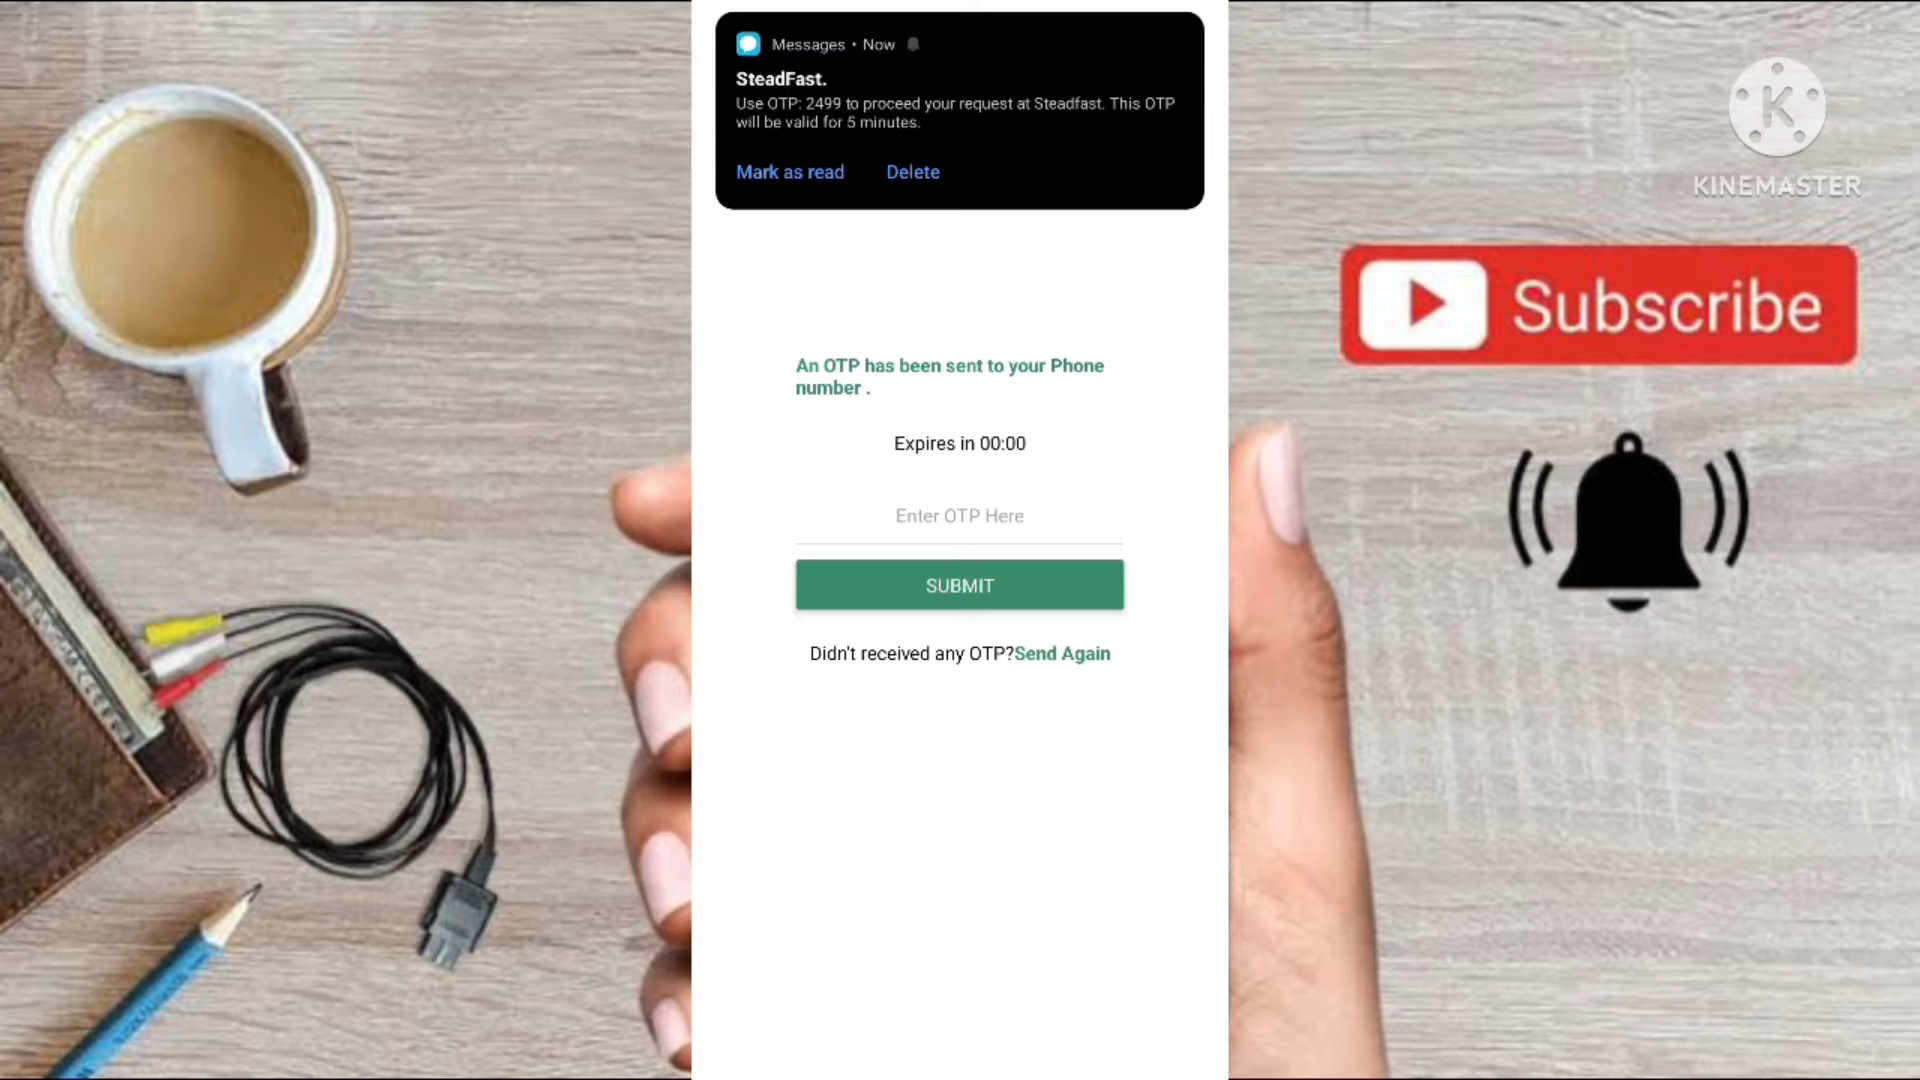 Messages • Now
SteadFast.
Use OTP: 2499 to proceed your request at Steadfast. This OTP
will be valid for 5 minutes.
Mark as read Delete
An OTP has been sent to your Phone
number .
Expires in 00:00
Enter OTP Here
SUBMIT
Didn't received any OTP?Send Again
K
KINEMASTER
Subscribe